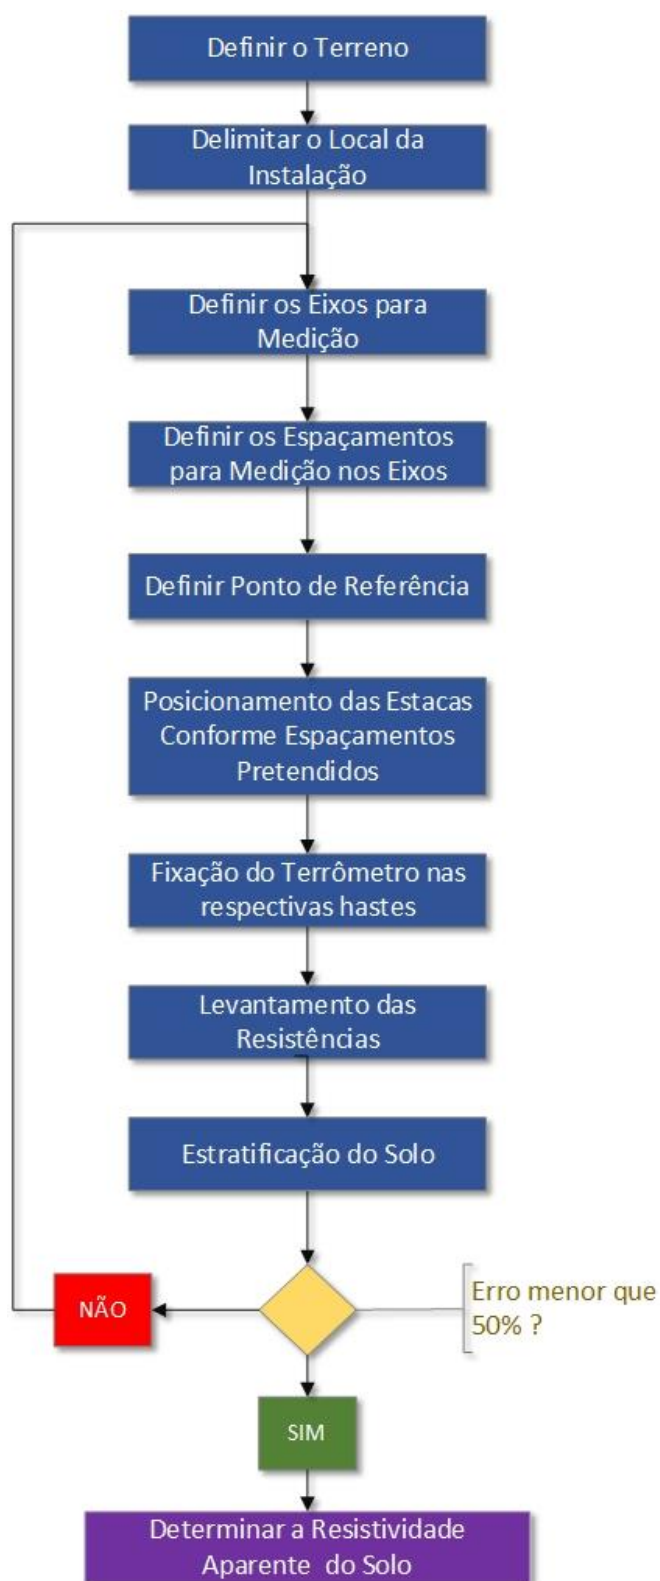 Definir o Terreno
Delimitar o Local da
Instalação
Definir os Eixos para
Medição
Definir os Espaçamentos
para Medição nos Eixos
Definir Ponto de Referência
Posicionamento das Estacas
Conforme Espaçamentos
Pretendidos
Fixação do Terrômetro nas
respectivas hastes
Levantamento das
Resistências
Estratificação do Solo
NÃO
Erro menor que
50% ?
SIM
Determinar a Resistividade
Aparente do Solo